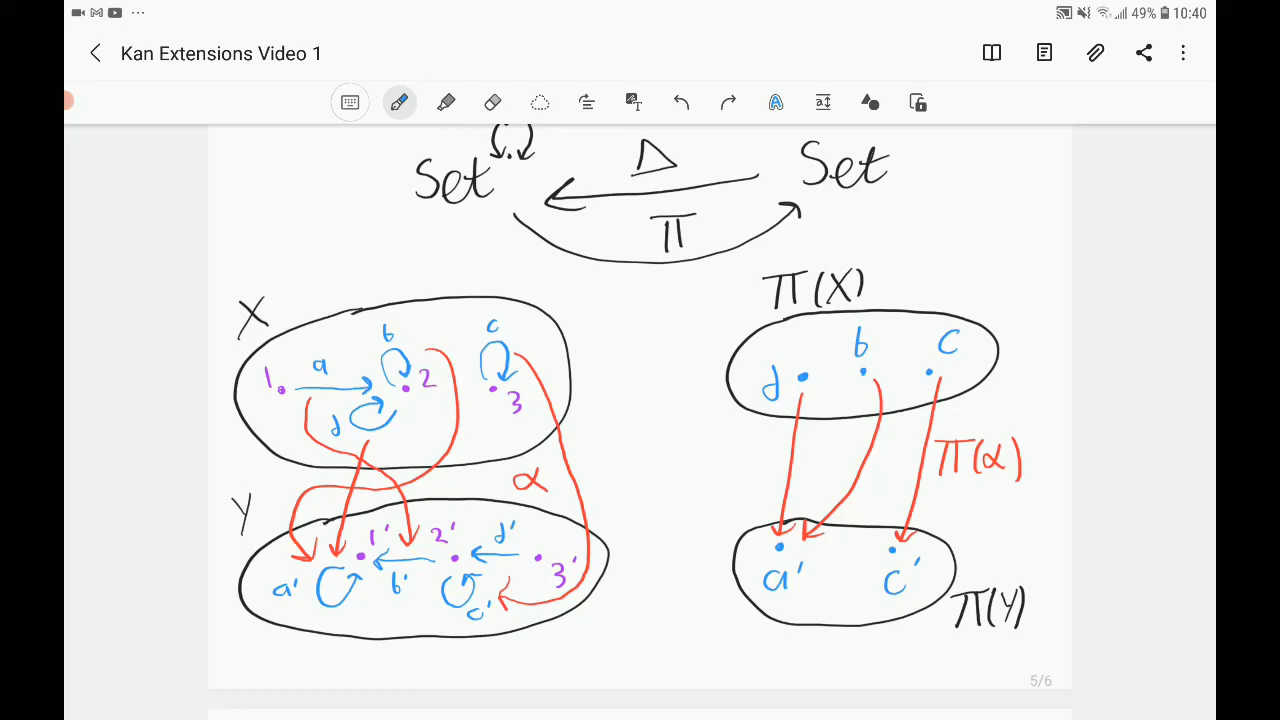 49% 10:40
Kan Extensions Video 1
Set Δ Set
Π
X
1 a b 2 c 3
d
α
Y
a' 1' b' 2' c' d' 3'
Π(X)
d b c
Π(α)
a' c'
Π(Y)
5/6